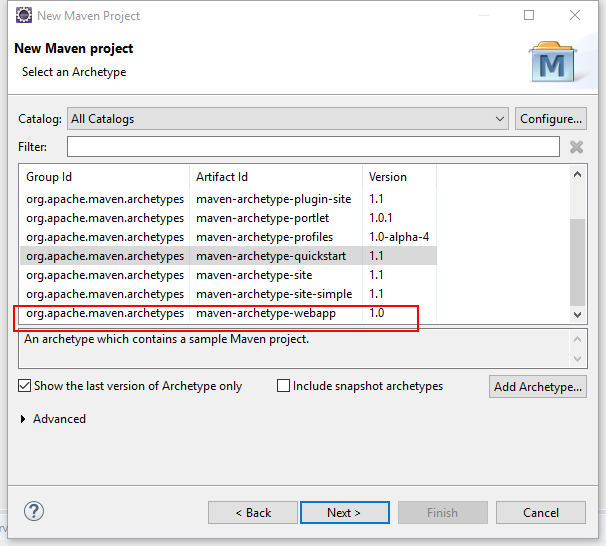 New Maven Project
New Maven project
Select an Archetype
M
Catalog: All Catalogs Configure...
Filter:
Group Id Artifact Id Version
org.apache.maven.archetypes maven-archetype-plugin-site 1.1
org.apache.maven.archetypes maven-archetype-portlet 1.0.1
org.apache.maven.archetypes maven-archetype-profiles 1.0-alpha-4
org.apache.maven.archetypes maven-archetype-quickstart 1.1
org.apache.maven.archetypes maven-archetype-site 1.1
org.apache.maven.archetypes maven-archetype-site-simple 1.1
org.apache.maven.archetypes maven-archetype-webapp 1.0
An archetype which contains a sample Maven project.
Show the last version of Archetype only Include snapshot archetypes Add Archetype...
Advanced
? < Back Next > Finish Cancel